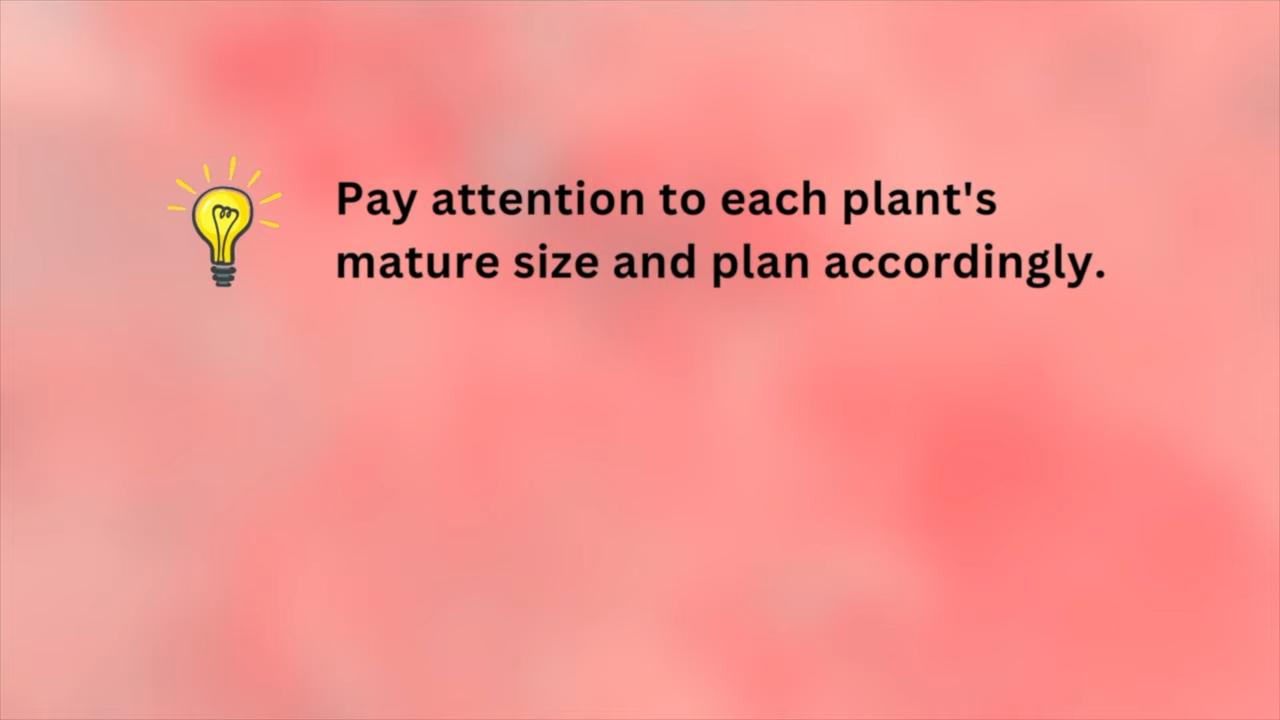 Pay attention to each plant's
mature size and plan accordingly.